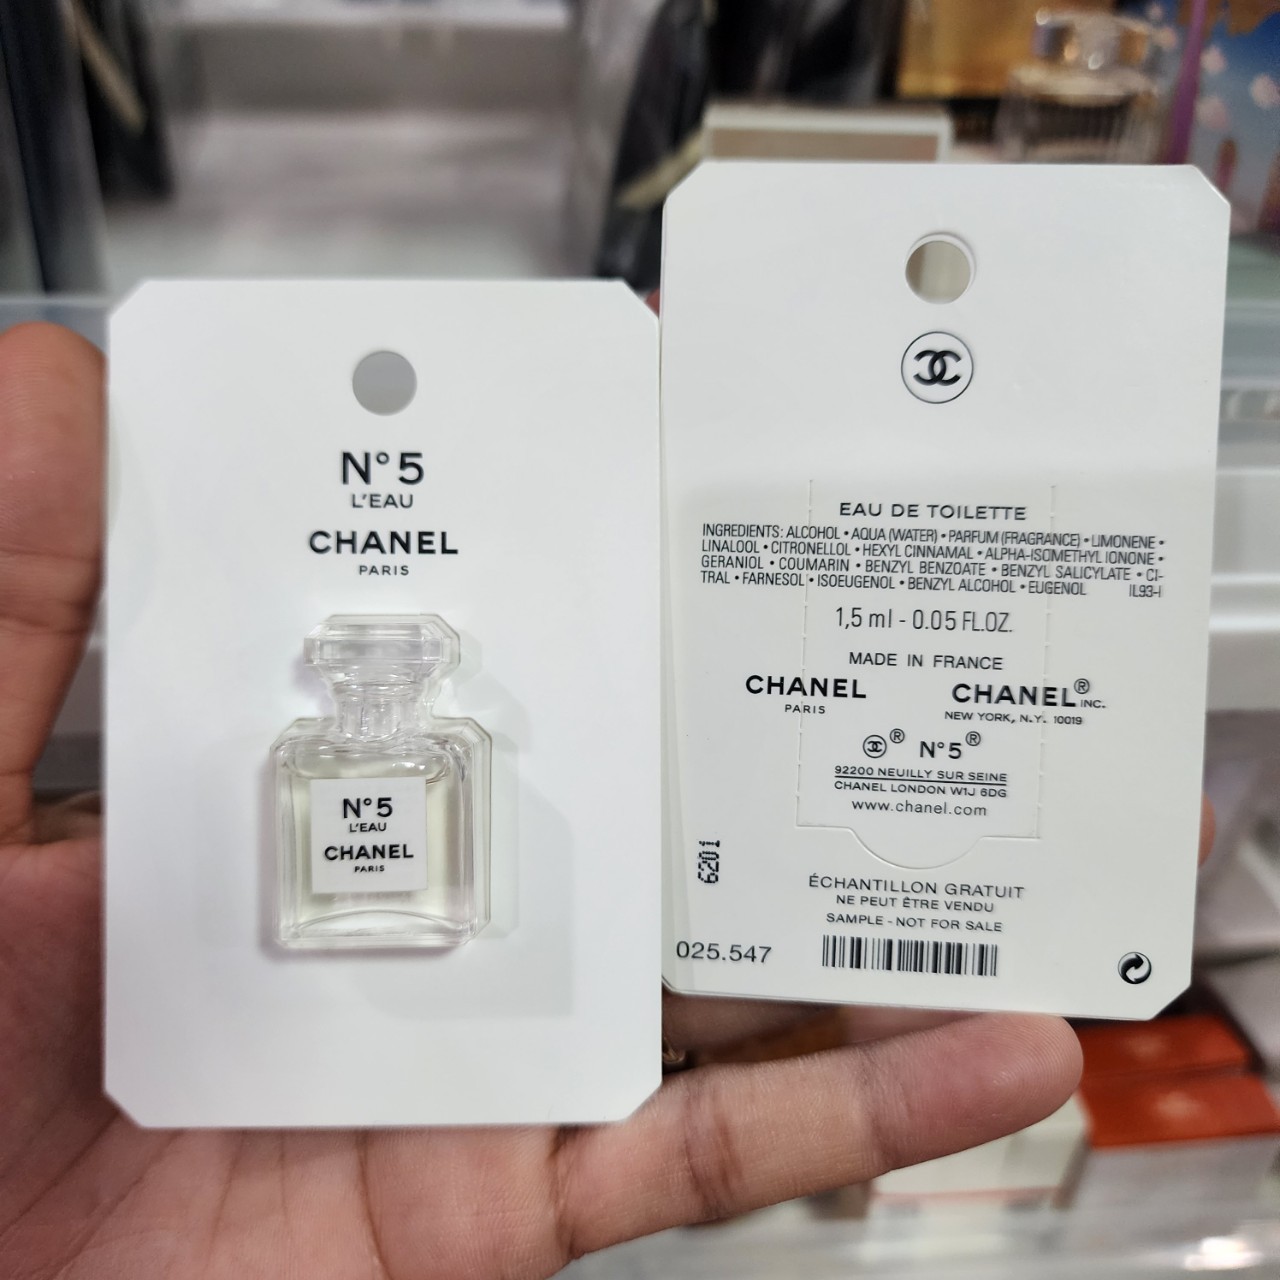 N°5
L'EAU
CHANEL
PARIS
N°5
L'EAU
CHANEL
PARIS
EAU DE TOILETTE
INGREDIENTS: ALCOHOL • AQUA (WATER) • PARFUM (FRAGRANCE) • LIMONENE •
LINALOOL • CITRONELLOL • HEXYL CINNAMAL • ALPHA-ISOMETHYL IONONE •
GERANIOL • COUMARIN • BENZYL BENZOATE • BENZYL SALICYLATE • CI-
TRAL • FARNESOL • ISOEUGENOL • BENZYL ALCOHOL • EUGENOL IL93-I
1,5 ml - 0.05 FL.OZ.
MADE IN FRANCE
CHANEL
PARIS
CHANEL® INC.
NEW YORK, N.Y. 10019
® N°5®
92200 NEUILLY SUR SEINE
CHANEL LONDON W1J 6DG
www.chanel.com
6201
ÉCHANTILLON GRATUIT
NE PEUT ÊTRE VENDU
SAMPLE - NOT FOR SALE
025.547